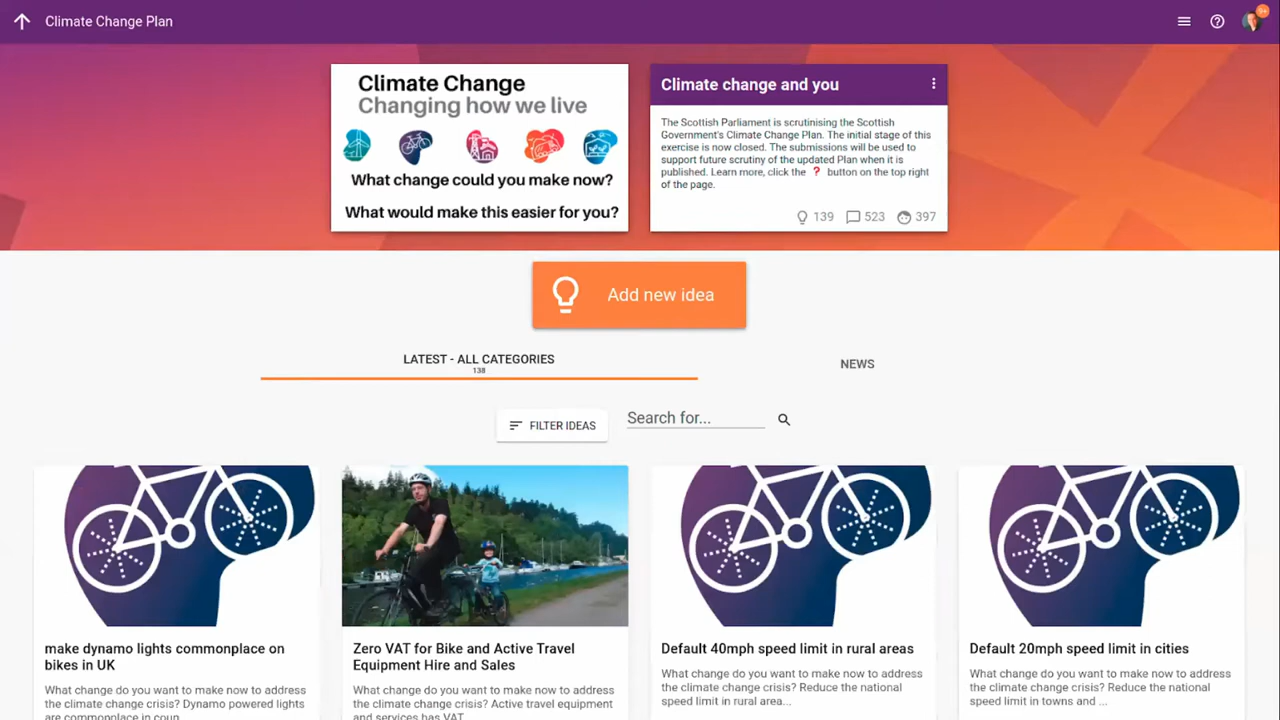 Climate Change Plan
Climate Change
Changing how we live
What change could you make now?
What would make this easier for you?
Climate change and you
The Scottish Parliament is scrutinising the Scottish
Government's Climate Change Plan. The initial stage of this
exercise is now closed. The submissions will be used to
support future scrutiny of the updated Plan when it is
published. Learn more, click the ? button on the top right
of the page.
139 523 397
Add new idea
LATEST - ALL CATEGORIES
138
NEWS
FILTER IDEAS
Search for...
make dynamo lights commonplace on
bikes in UK
What change do you want to make now to address
the climate change crisis? Dynamo powered lights
are commonplace in coun
Zero VAT for Bike and Active Travel
Equipment Hire and Sales
What change do you want to make now to address
the climate change crisis? Active travel equipment
and services has VAT
Default 40mph speed limit in rural areas
What change do you want to make now to address
the climate change crisis? Reduce the national
speed limit in rural area...
Default 20mph speed limit in cities
What change do you want to make now to address
the climate change crisis? Reduce the national
speed limit in towns and ...